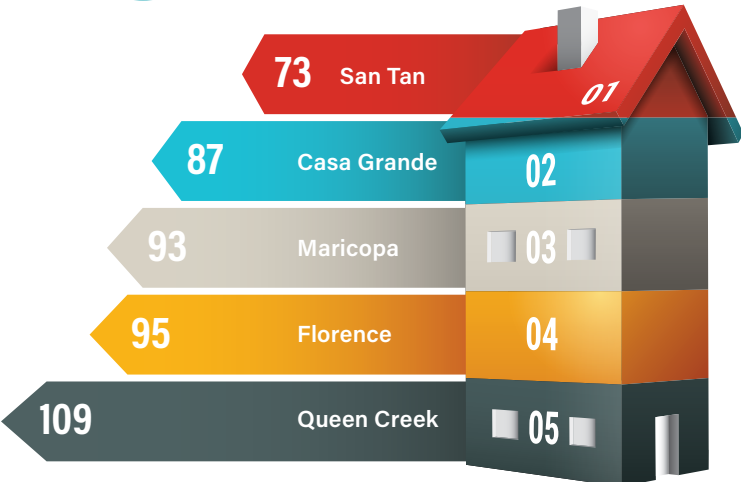 73 San Tan 01
87 Casa Grande 02
93 Maricopa 03
95 Florence 04
109 Queen Creek 05